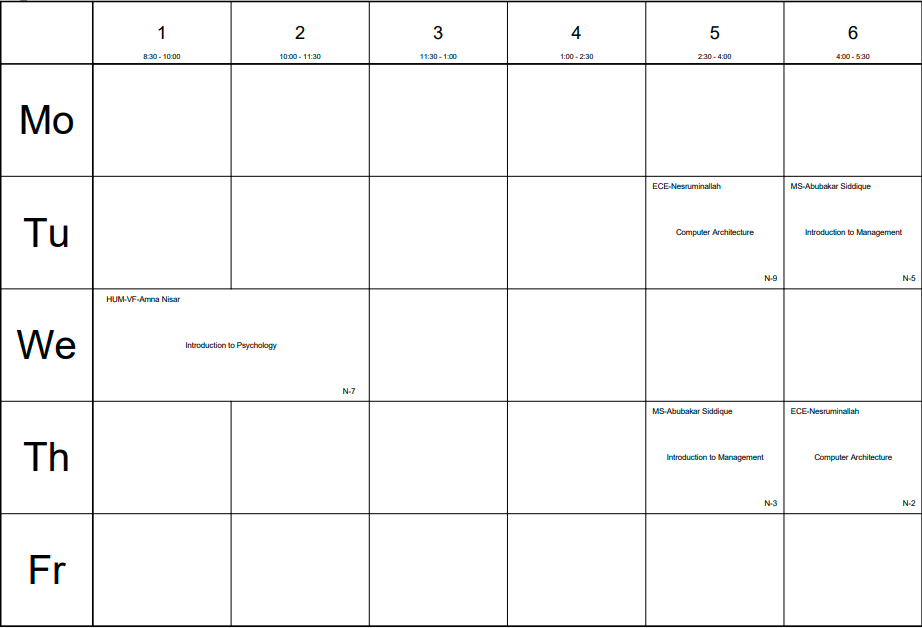 1 2 3 4 5 6
8:30 - 10:00 10:00 - 11:30 11:30 - 1:00 1:00 - 2:30 2:30 - 4:00 4:00 - 5:30
Mo
Tu
ECE-Nesruminallah
Computer Architecture
N-9
MS-Abubakar Siddique
Introduction to Management
N-5
We
HUM-VF-Amna Nisar
Introduction to Psychology
N-7
Th
MS-Abubakar Siddique
Introduction to Management
N-3
ECE-Nesruminallah
Computer Architecture
N-2
Fr